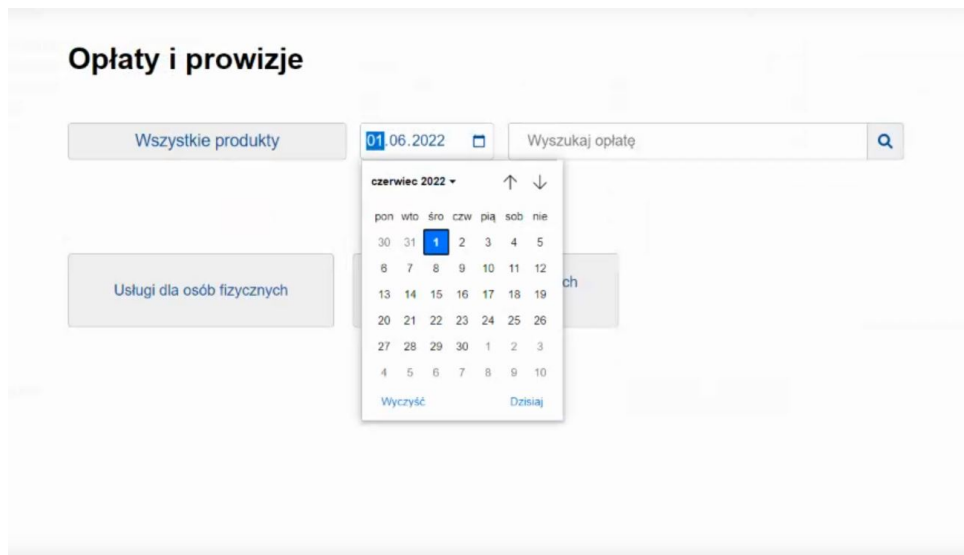 Opłaty i prowizje
Wszystkie produkty
01.06.2022
Wyszukaj opłatę
czerwiec 2022
pon wto śro czw pią sob nie
30 31 1 2 3 4 5
6 7 8 9 10 11 12
13 14 15 16 17 18 19
20 21 22 23 24 25 26
27 28 29 30 1 2 3
4 5 6 7 8 9 10
Wyczyść Dzisiaj
Usługi dla osób fizycznych
ch